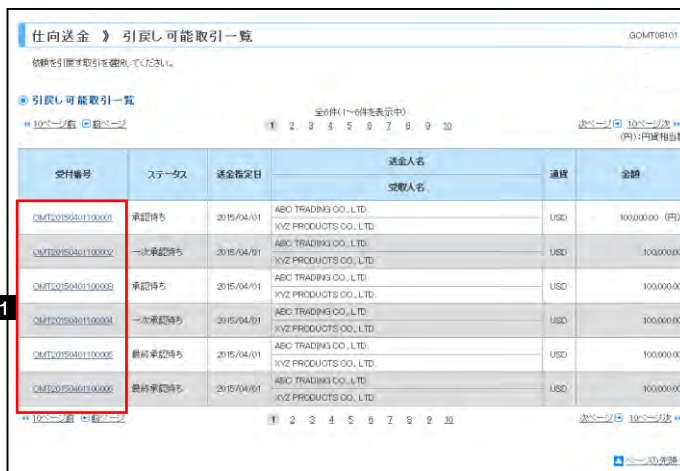 仕向送金 》 引戻し可能取引一覧
GOMT08101
依頼を引戻す取引を選択してください。
引戻し可能取引一覧
全6件(1～6件を表示中)
10ページ前 前ページ 1 2 3 4 5 6 7 8 9 10 次ページ 10ページ次
(円):円貨相当
受付番号 ステータス 送金指定日 送金人名 通貨 金額
受取人名
OMT20150401100001 承認待ち 2015/04/01 ABC TRADING CO., LTD. USD 100,000.00 (円)
XYZ PRODUCTS CO., LTD.
OMT20150401100002 一次承認待ち 2015/04/01 ABC TRADING CO., LTD. USD 100,000.00
XYZ PRODUCTS CO., LTD.
OMT20150401100003 承認待ち 2015/04/01 ABC TRADING CO., LTD. USD 100,000.00
XYZ PRODUCTS CO., LTD.
1
OMT20150401100004 一次承認待ち 2015/04/01 ABC TRADING CO., LTD. USD 100,000.00
XYZ PRODUCTS CO., LTD.
OMT20150401100005 最終承認待ち 2015/04/01 ABC TRADING CO., LTD. USD 100,000.00
XYZ PRODUCTS CO., LTD.
OMT20150401100006 最終承認待ち 2015/04/01 ABC TRADING CO., LTD. USD 100,000.00
XYZ PRODUCTS CO., LTD.
10ページ前 前ページ 1 2 3 4 5 6 7 8 9 10 次ページ 10ページ次
ページの先頭